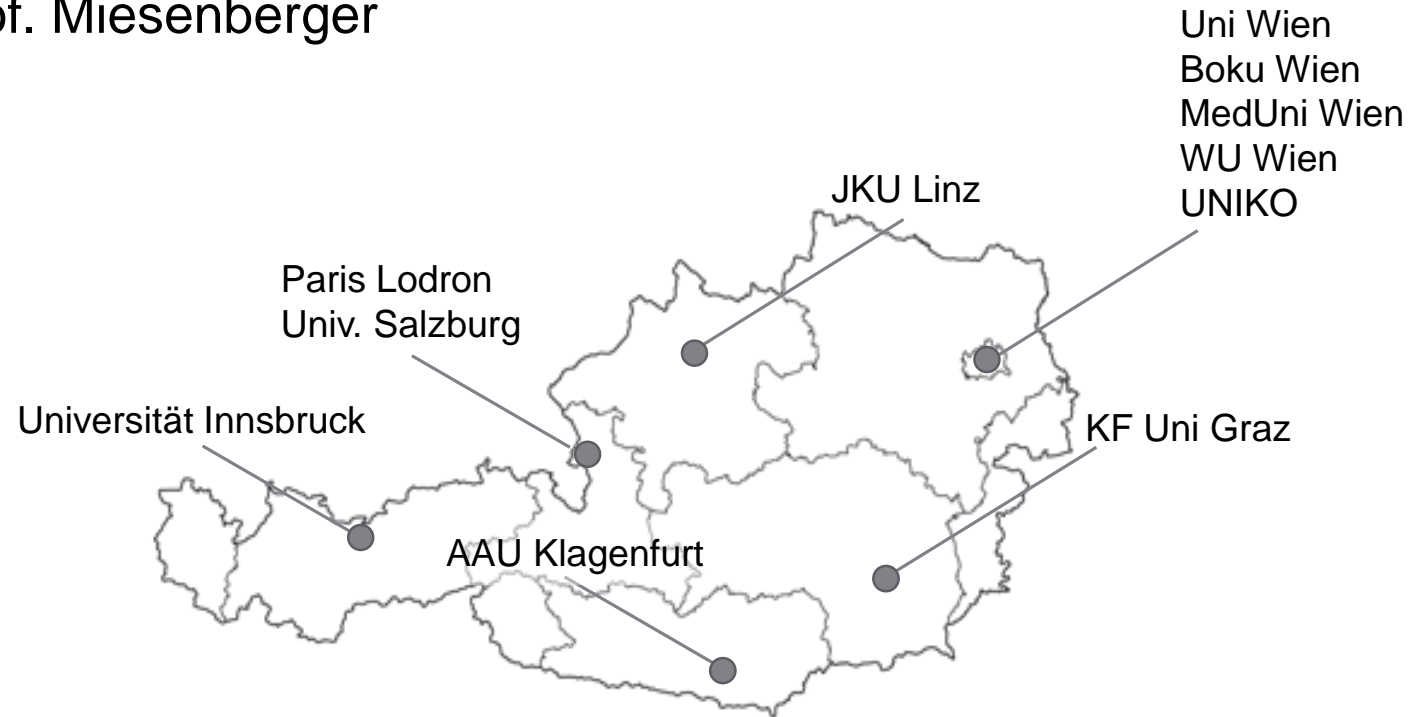 of. Miesenberger
Uni Wien
Boku Wien
MedUni Wien
WU Wien
UNIKO
JKU Linz
Paris Lodron
Univ. Salzburg
Universität Innsbruck
KF Uni Graz
AAU Klagenfurt